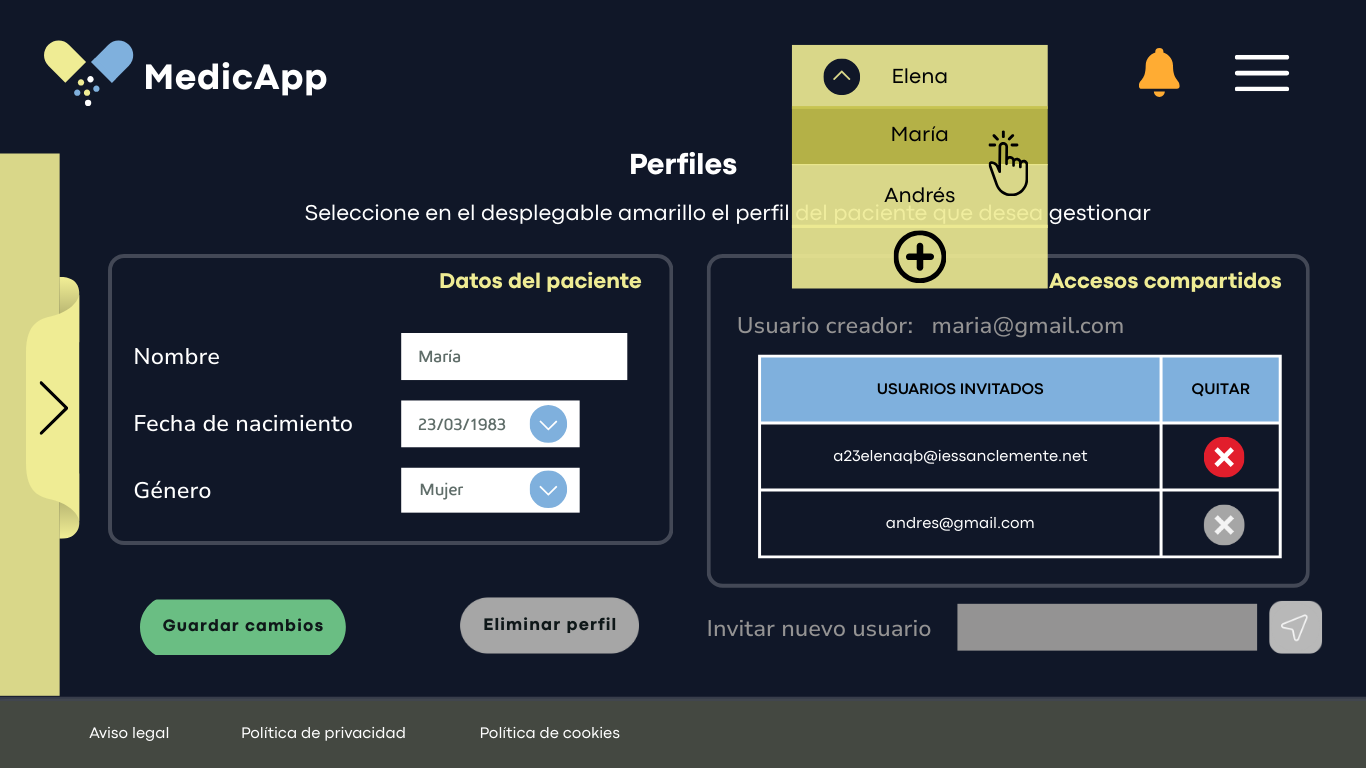 MedicApp
Elena
María
Andrés
Perfiles
Seleccione en el desplegable amarillo el perfil del paciente que desea gestionar
Datos del paciente
Nombre
María
Fecha de nacimiento
23/03/1983
Género
Mujer
Guardar cambios
Eliminar perfil
Accesos compartidos
Usuario creador: maria@gmail.com
USUARIOS INVITADOS QUITAR
a23elenaqb@iessanclemente.net
andres@gmail.com
Invitar nuevo usuario
Aviso legal Política de privacidad Política de cookies